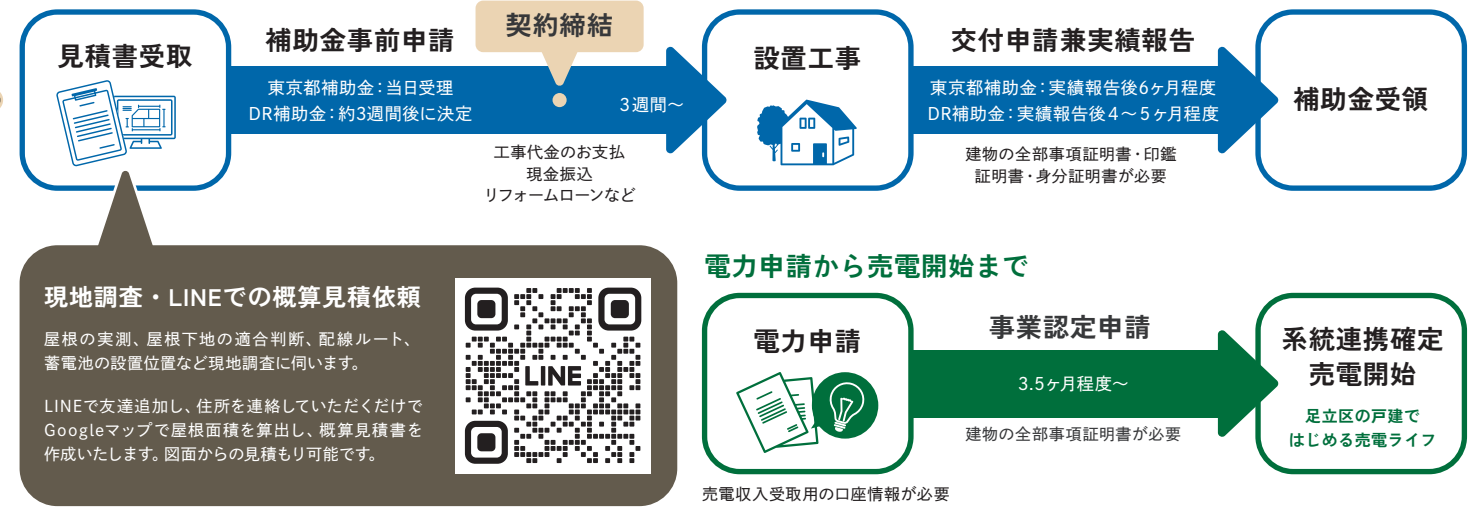 見積書受取
補助金事前申請
東京都補助金：当日受理
DR補助金：約3週間後に決定
契約締結
3週間～
工事代金のお支払
現金振込
リフォームローンなど
設置工事
交付申請兼実績報告
東京都補助金：実績報告後6ヶ月程度
DR補助金：実績報告後4～5ヶ月程度
建物の全部事項証明書・印鑑
証明書・身分証明書が必要
補助金受領
現地調査・LINEでの概算見積依頼
屋根の実測、屋根下地の適合判断、配線ルート、
蓄電池の設置位置など現地調査に伺います。
LINEで友達追加し、住所を連絡していただくだけで
Googleマップで屋根面積を算出し、概算見積書を
作成いたします。図面からの見積もり可能です。
LINE
電力申請から売電開始まで
電力申請
売電収入受取用の口座情報が必要
事業認定申請
3.5ヶ月程度～
建物の全部事項証明書が必要
系統連携確定
売電開始
足立区の戸建で
はじめる売電ライフ